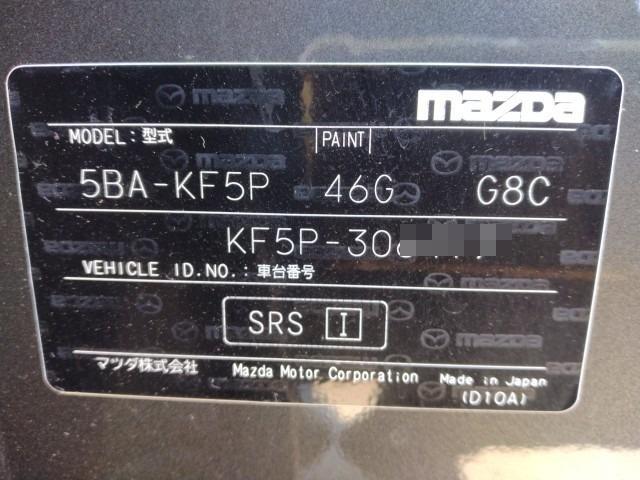 mazda
MODEL: 型式 PAINT
5BA-KF5P 46G G8C
KF5P-30
VEHICLE ID.NO.: 車台番号
SRS I
マツダ株式会社 Mazda Motor Corporation Made in Japan
(D10A)